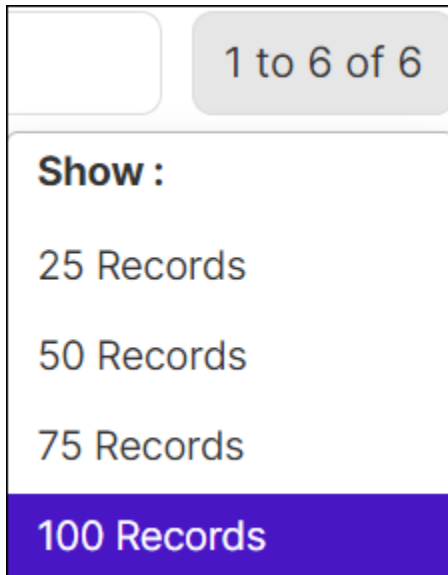 1 to 6 of 6
Show :
25 Records
50 Records
75 Records
100 Records